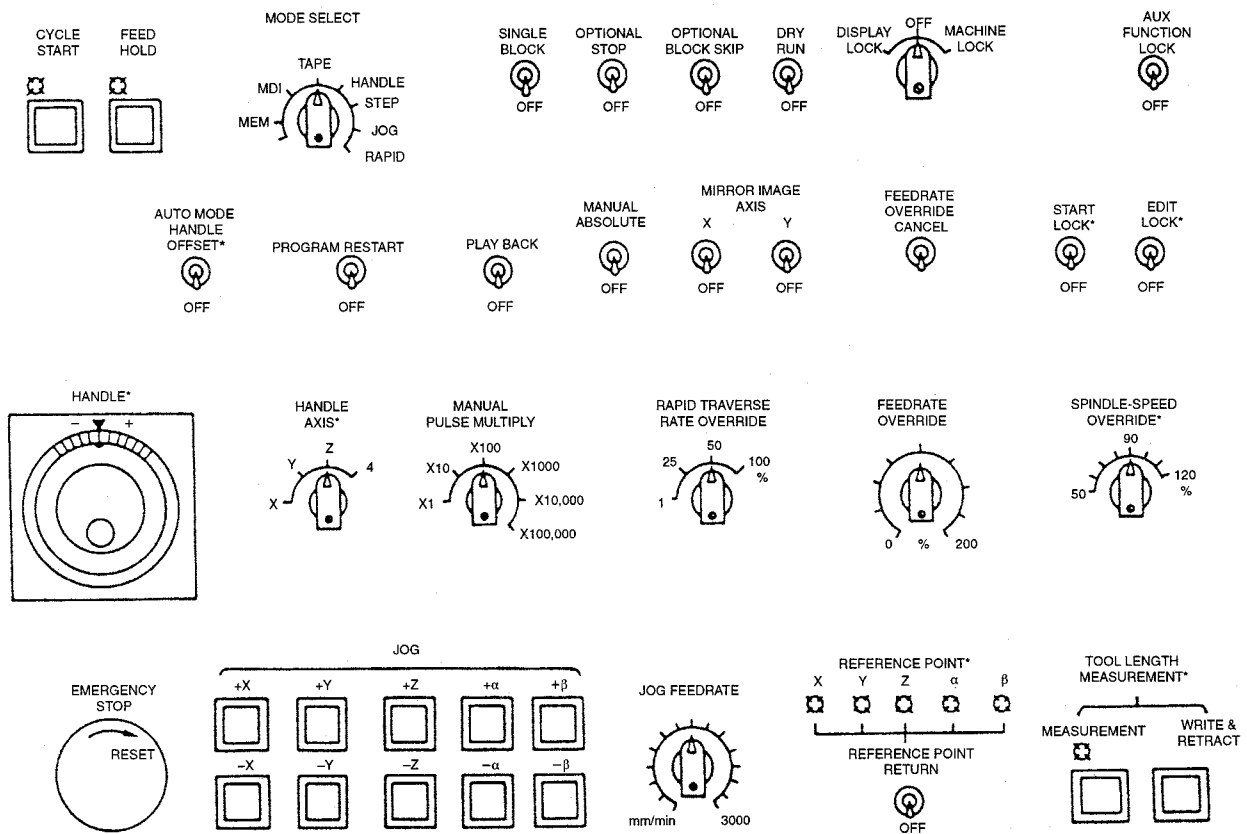 CYCLE
START
FEED
HOLD
MODE SELECT
TAPE
MDI
HANDLE
STEP
MEM
JOG
RAPID
SINGLE
BLOCK
OFF
OPTIONAL
STOP
OFF
OPTIONAL
BLOCK SKIP
OFF
DRY
RUN
OFF
DISPLAY
LOCK
OFF
MACHINE
LOCK
AUX
FUNCTION
LOCK
OFF
AUTO MODE
HANDLE
OFFSET*
OFF
PROGRAM RESTART
OFF
PLAY BACK
OFF
MANUAL
ABSOLUTE
OFF
MIRROR IMAGE
AXIS
X Y
OFF OFF
FEEDRATE
OVERRIDE
CANCEL
OFF
START
LOCK*
OFF
EDIT
LOCK*
OFF
HANDLE*
− +
HANDLE
AXIS*
X Y Z 4
MANUAL
PULSE MULTIPLY
X1
X10
X100
X1000
X10,000
X100,000
RAPID TRAVERSE
RATE OVERRIDE
1
25
50
100
%
FEEDRATE
OVERRIDE
0 % 200
SPINDLE-SPEED
OVERRIDE*
50
90
120
%
EMERGENCY
STOP
RESET
JOG
+X +Y +Z +α +β
−X −Y −Z −α −β
JOG FEEDRATE
mm/min 3000
REFERENCE POINT*
X Y Z α β
REFERENCE POINT
RETURN
OFF
TOOL LENGTH
MEASUREMENT*
MEASUREMENT
WRITE &
RETRACT